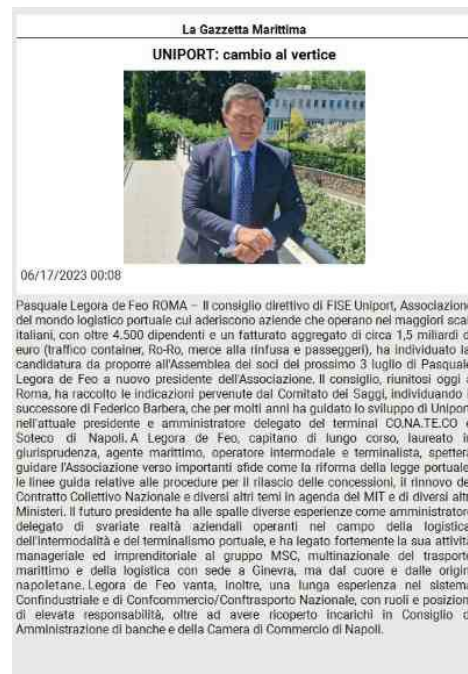 La Gazzetta Marittima
UNIPORT: cambio al vertice
06/17/2023 00:08
Pasquale Legora de Feo ROMA – Il consiglio direttivo di FISE Uniport, Associazione
del mondo logistico portuale cui aderiscono aziende che operano nei maggiori scal
italiani, con oltre 4.500 dipendenti e un fatturato aggregato di circa 1,5 miliardi d
euro (traffico container, Ro-Ro, merce alla rinfusa e passeggeri), ha individuato la
candidatura da proporre all'Assemblea dei soci del prossimo 3 luglio di Pasquale
Legora de Feo a nuovo presidente dell'Associazione. Il consiglio, riunitosi oggi a
Roma, ha raccolto le indicazioni pervenute dal Comitato dei Saggi, individuando i
successore di Federico Barbera, che per molti anni ha guidato lo sviluppo di Uniport
nell'attuale presidente e amministratore delegato del terminal CO.NA.TE.CO e
Soteco di Napoli. A Legora de Feo, capitano di lungo corso, laureato in
giurisprudenza, agente marittimo, operatore intermodale e terminalista, spetterà
guidare l'Associazione verso importanti sfide come la riforma della legge portuale
le linee guida relative alle procedure per il rilascio delle concessioni, il rinnovo de
Contratto Collettivo Nazionale e diversi altri temi in agenda del MIT e di diversi altr
Ministeri. Il futuro presidente ha alle spalle diverse esperienze come amministratore
delegato di svariate realtà aziendali operanti nel campo della logistica
dell'intermodalità e del terminalismo portuale, e ha legato fortemente la sua attività
manageriale ed imprenditoriale al gruppo MSC, multinazionale del trasporto
marittimo e della logistica con sede a Ginevra, ma dal cuore e dalle origin
napoletane. Legora de Feo vanta, inoltre, una lunga esperienza nel sistema
Confindustriale e di Confcommercio/Conftrasporto Nazionale, con ruoli e posizion
di elevata responsabilità, oltre ad avere ricoperto incarichi in Consiglio d
Amministrazione di banche e della Camera di Commercio di Napoli.